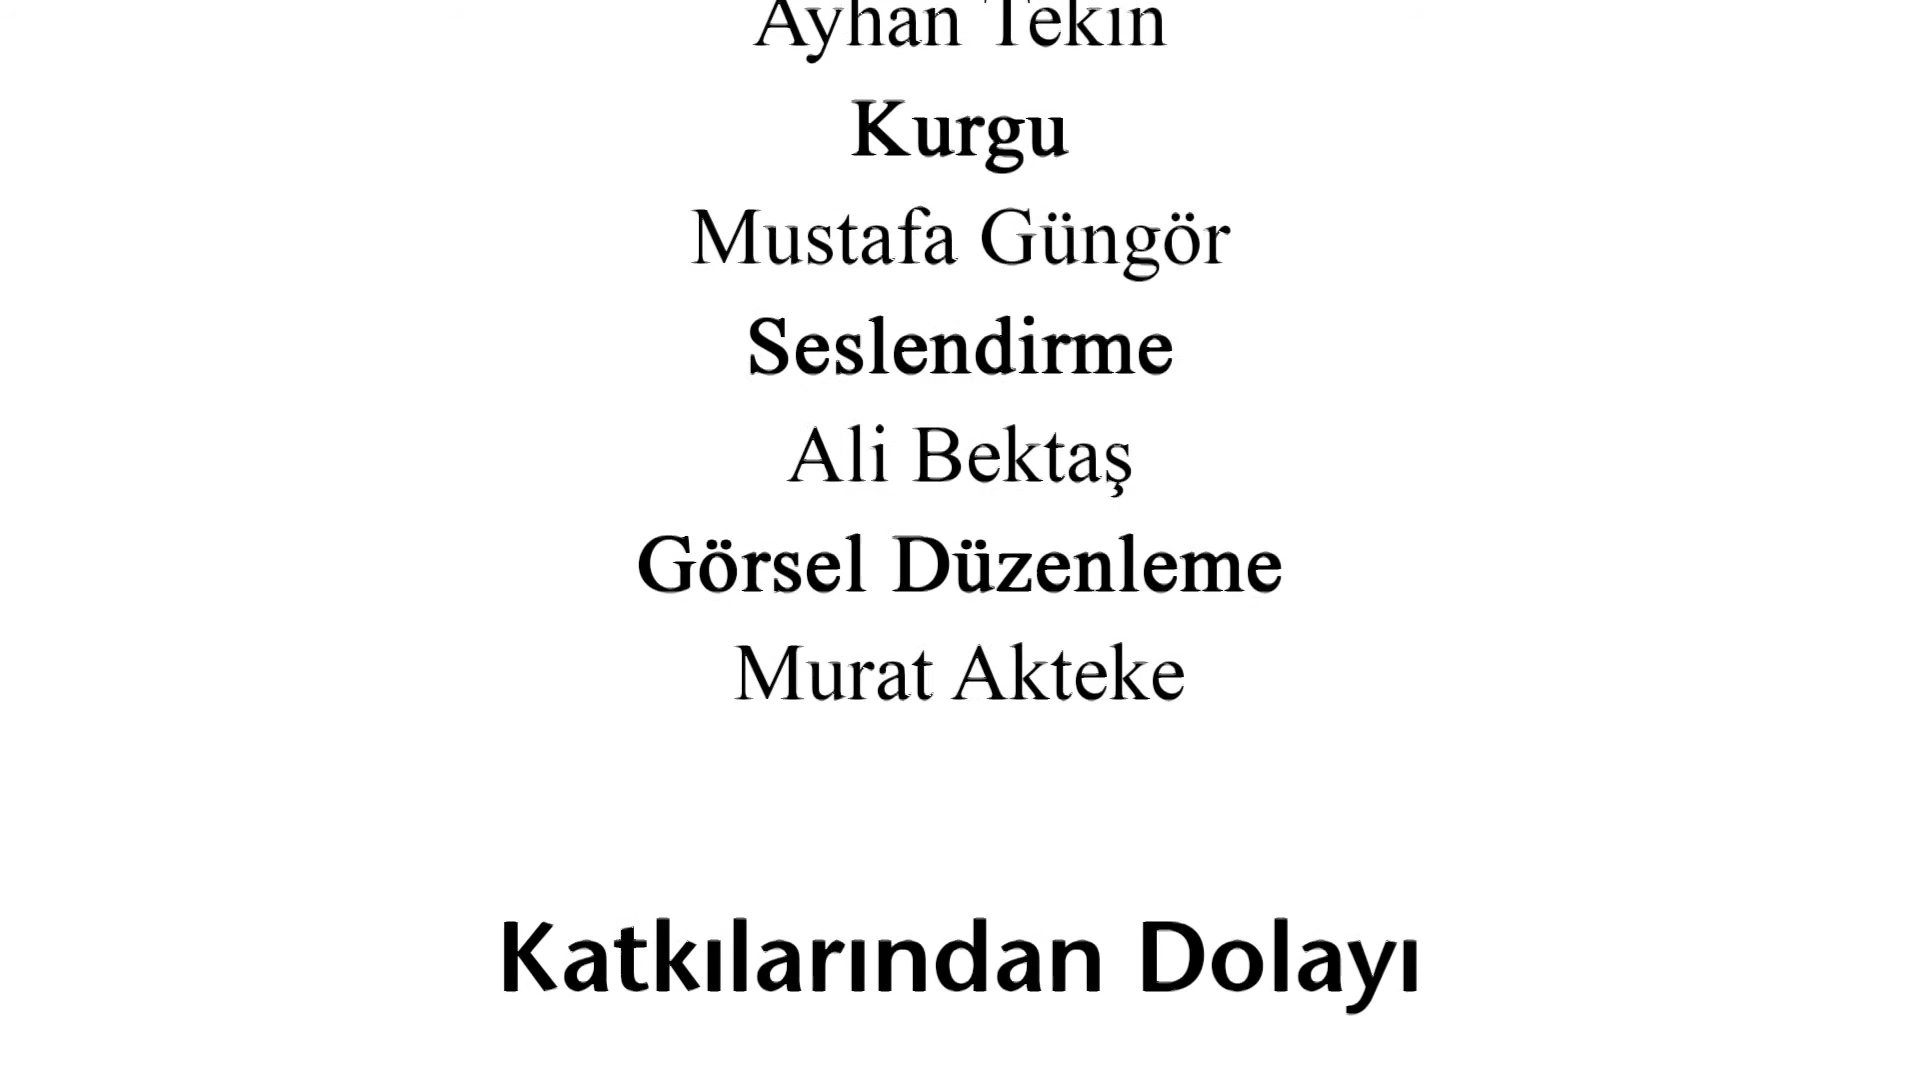 Ayhan Tekin
Kurgu
Mustafa Güngör
Seslendirme
Ali Bektaş
Görsel Düzenleme
Murat Akteke
Katkılarından Dolayı